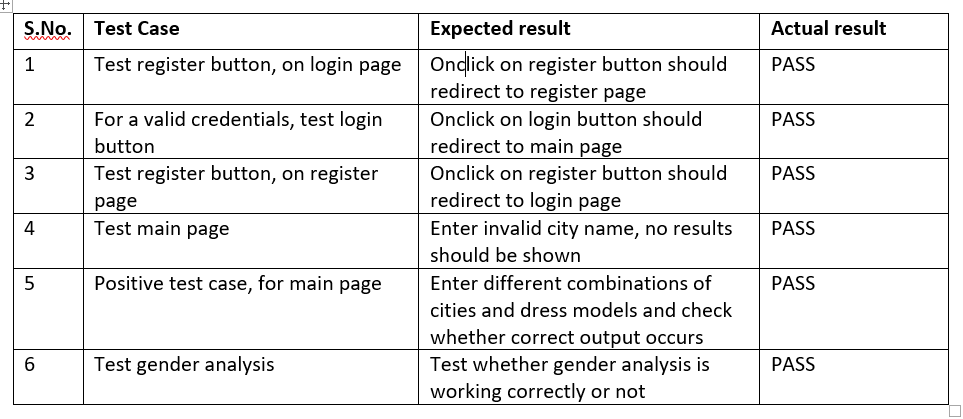 S.No. Test Case Expected result Actual result
1 Test register button, on login page Onclick on register button should PASS
redirect to register page
2 For a valid credentials, test login Onclick on login button should PASS
button redirect to main page
3 Test register button, on register Onclick on register button should PASS
page redirect to login page
4 Test main page Enter invalid city name, no results PASS
should be shown
5 Positive test case, for main page Enter different combinations of PASS
cities and dress models and check
whether correct output occurs
6 Test gender analysis Test whether gender analysis is PASS
working correctly or not